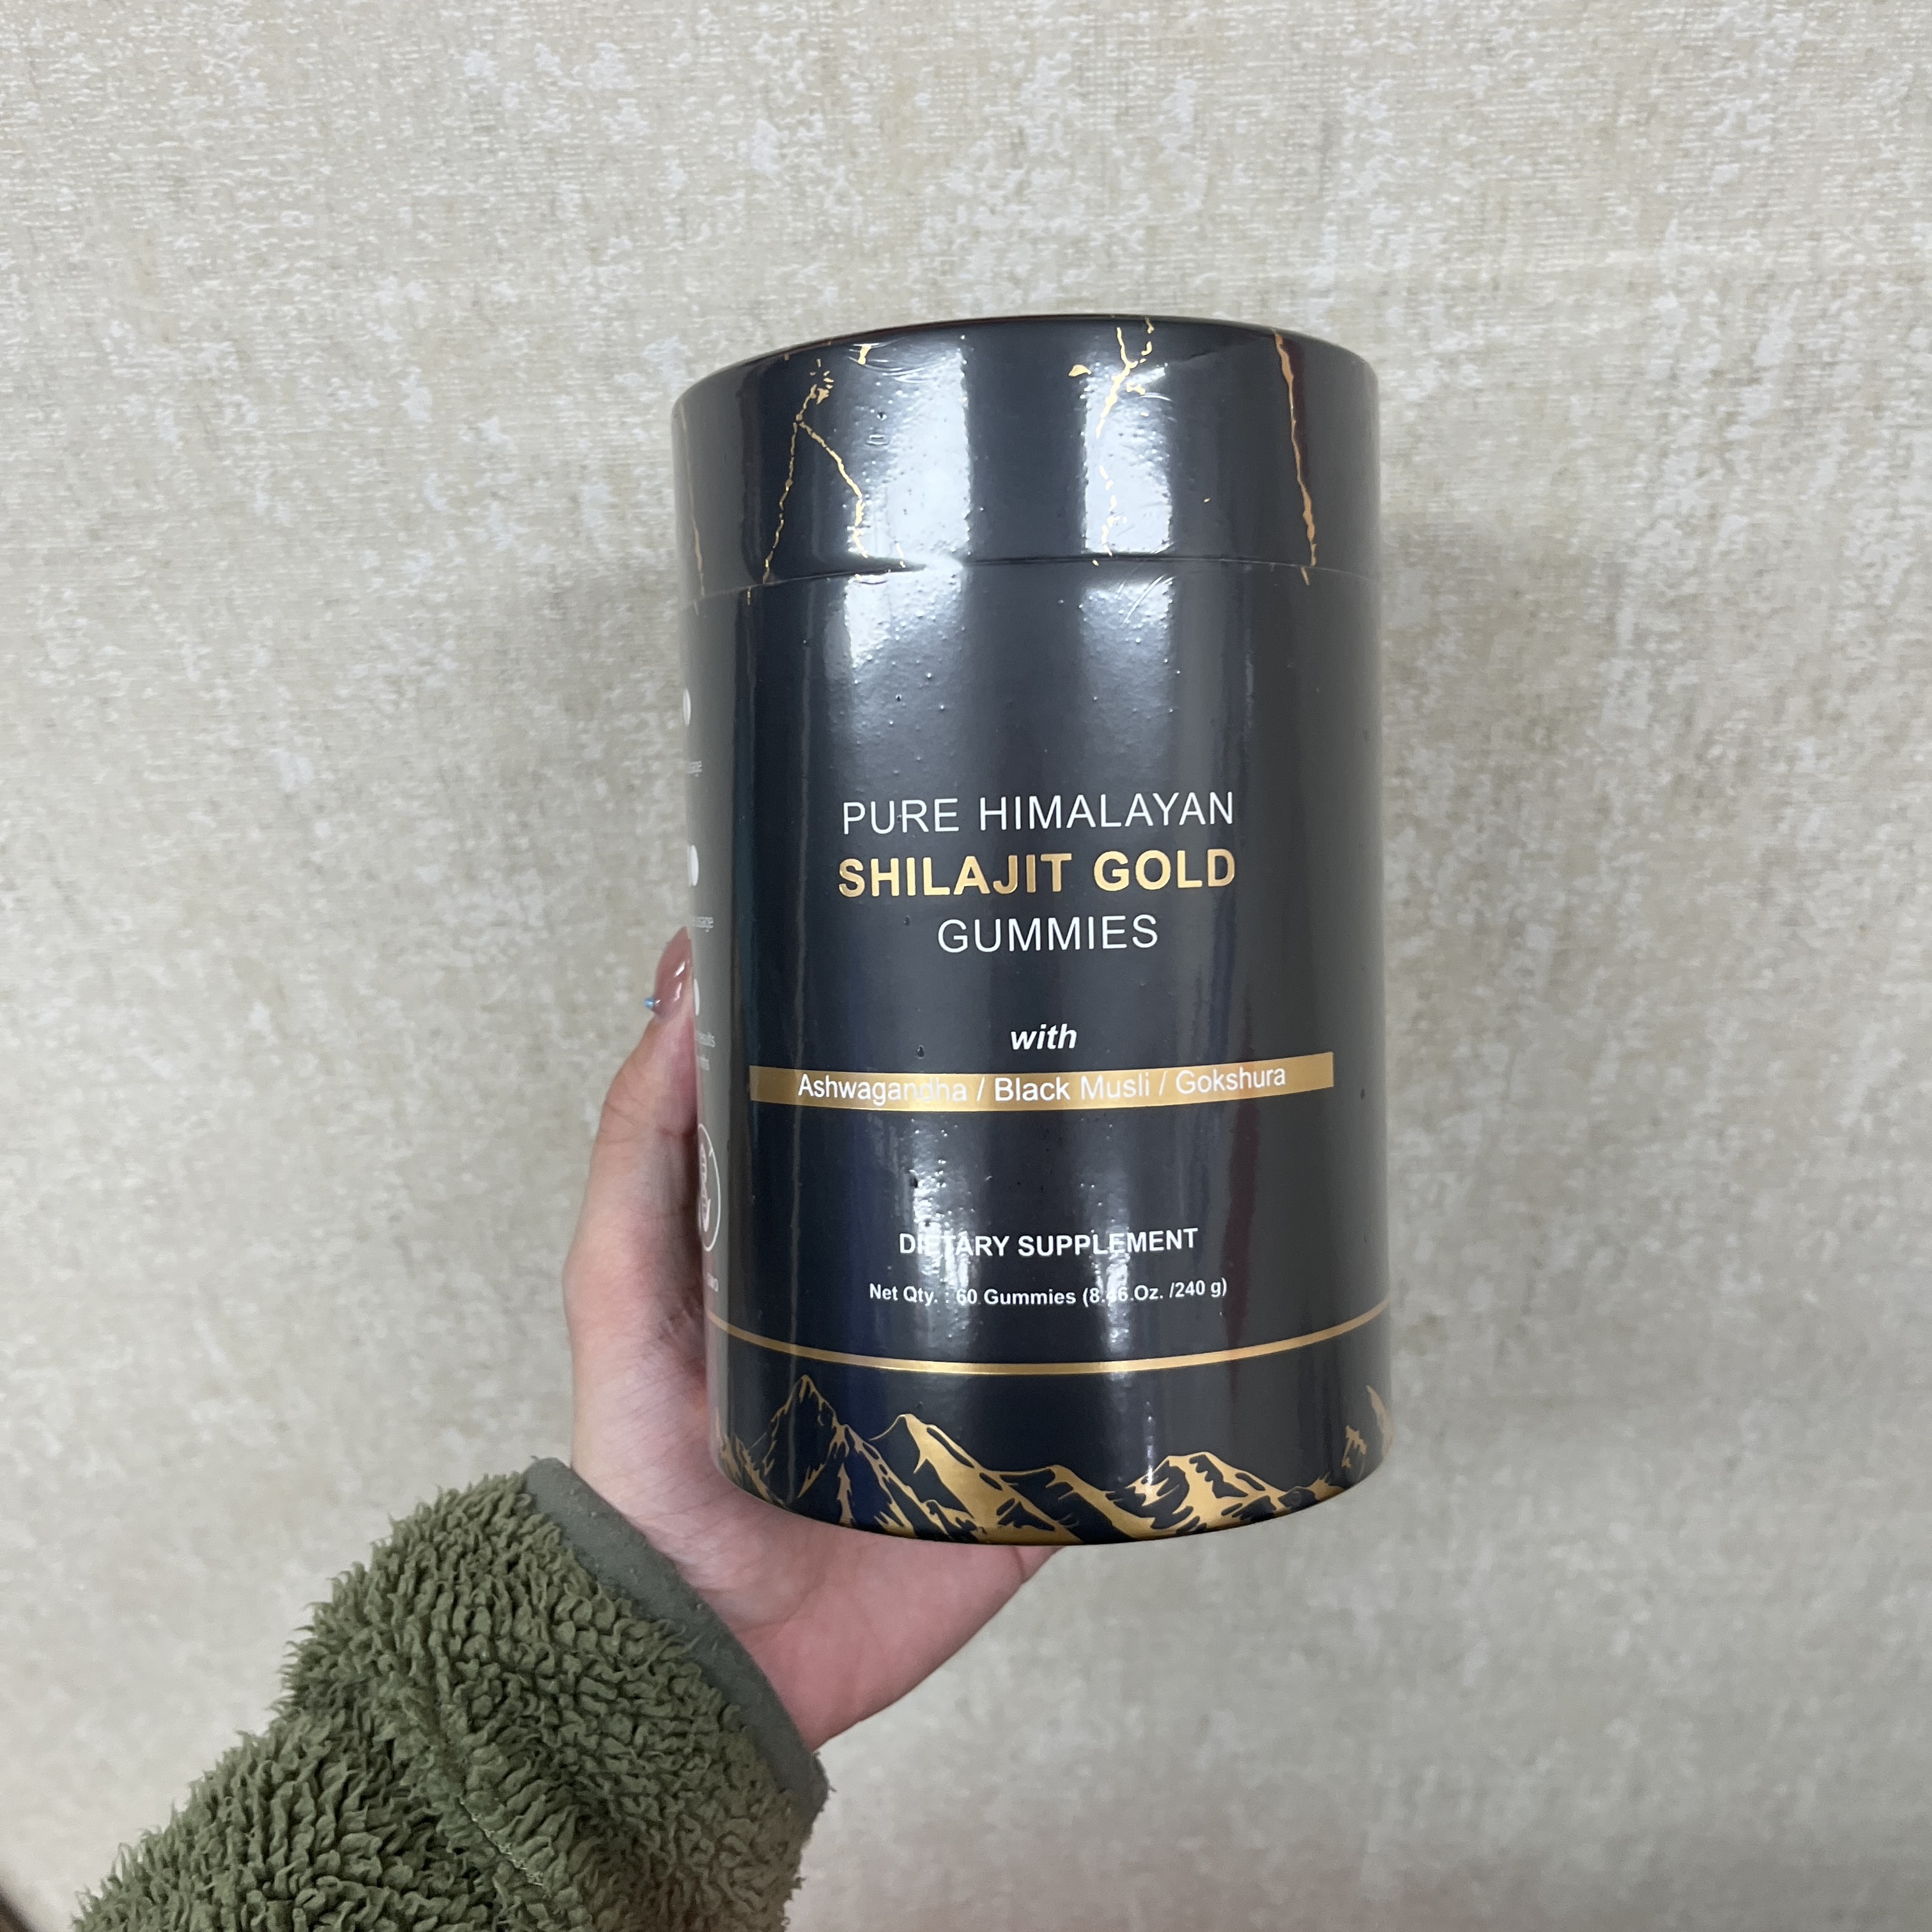 PURE HIMALAYAN
SHILAJIT GOLD
GUMMIES
with
Ashwagandha / Black Musli / Gokshura
DIETARY SUPPLEMENT
Net Qty. : 60 Gummies (8.46.Oz. /240 g)